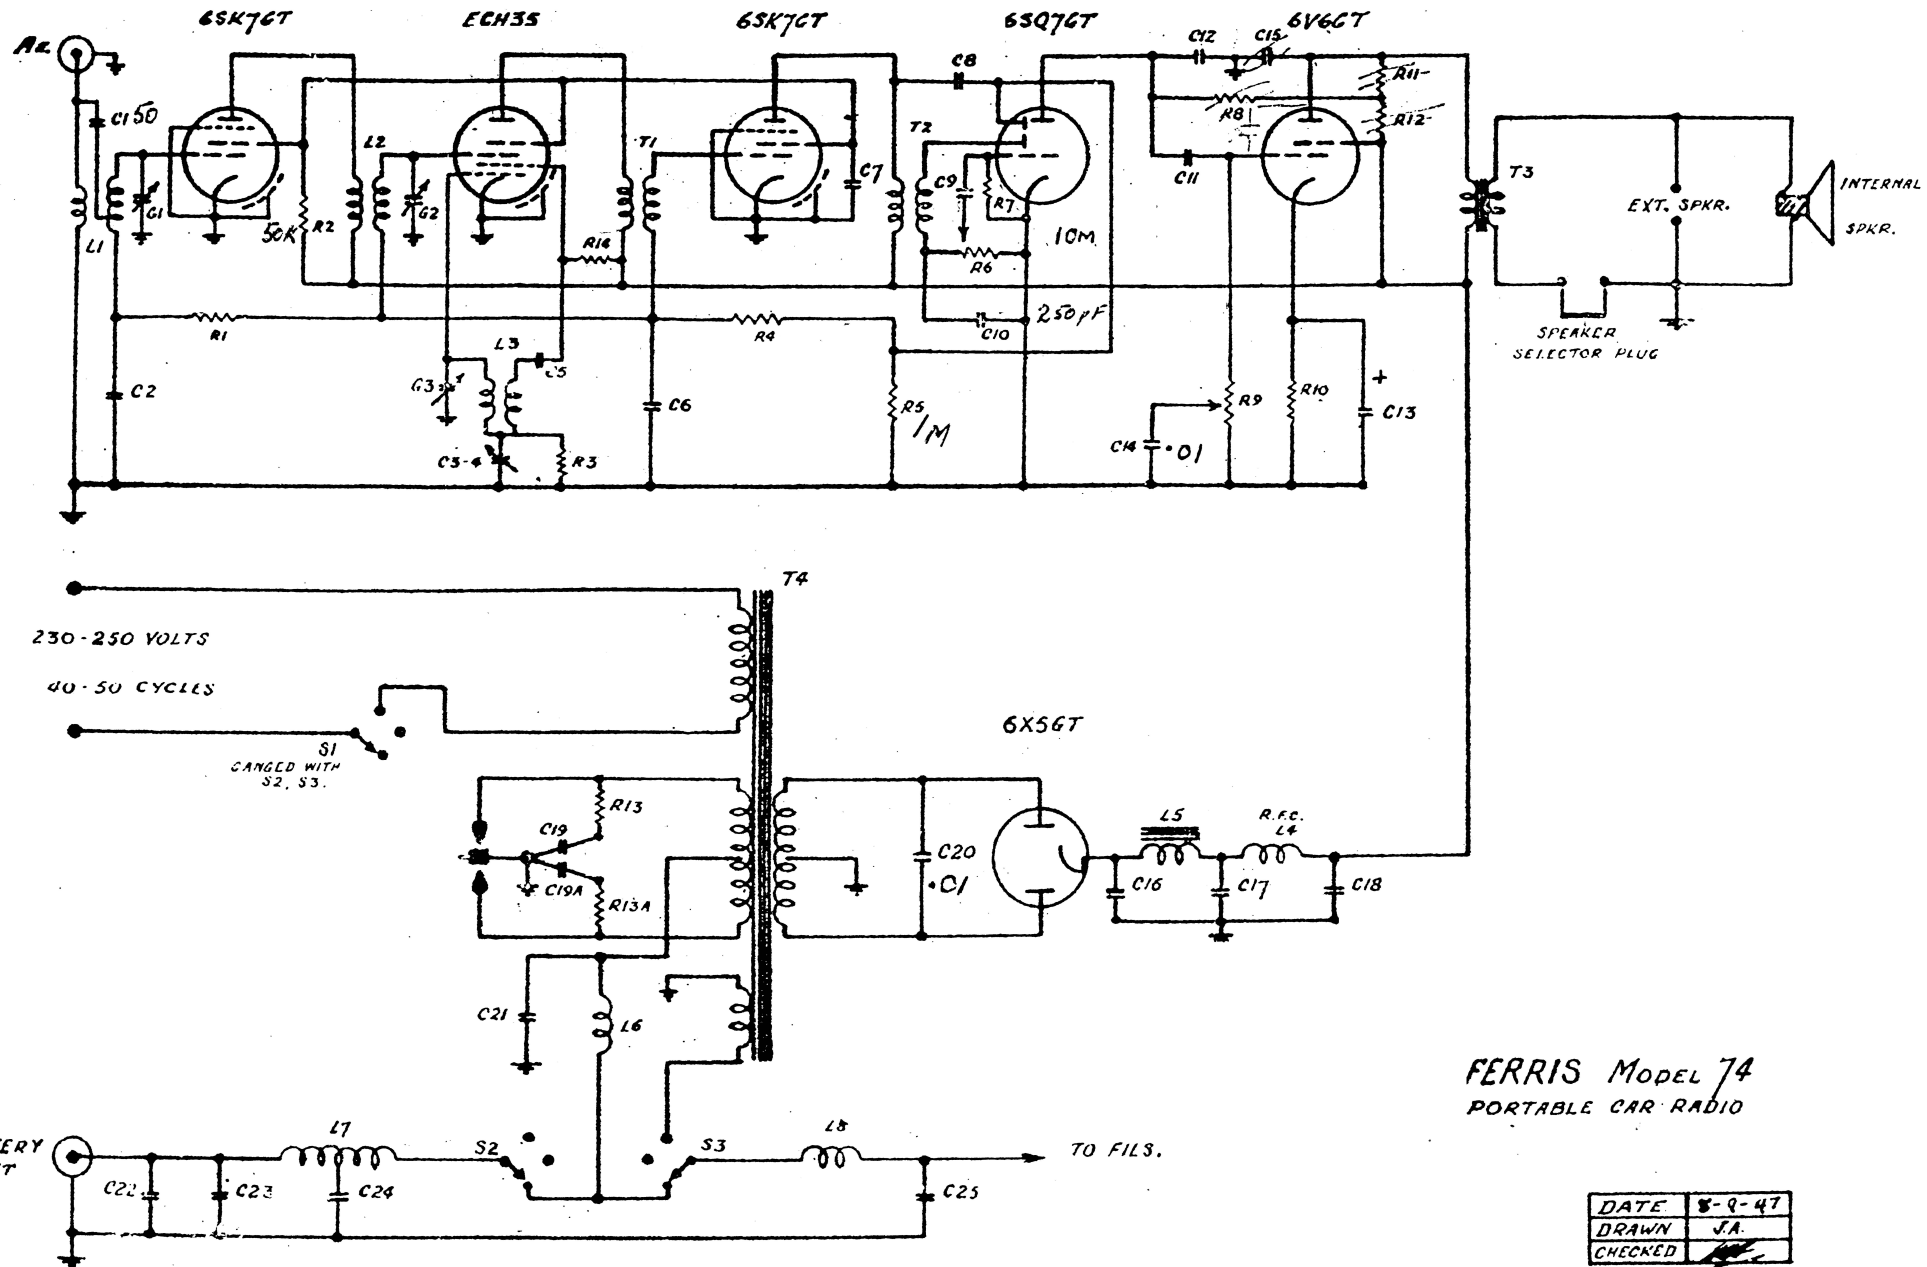 6SK7GT ECH35 6SK7GT 6SQ7GT 6V6GT
Ae
C1 50
L1
G1
50K R2
L2
G2
R14
T1
C7
C8
T2
C9
R7
10M
R6
250pF
C10
C12 C15
R8
R11
R12
C11
T3
EXT. SPKR.
INTERNAL
SPKR.
SPEAKER
SELECTOR PLUG
R1
R4
L3
C5
G3
C3-4
R3
C2
C6
R5
1M
C14 .01
R9
R10
+
C13
T4
230-250 VOLTS
40-50 CYCLES
S1
GANGED WITH
S2, S3.
R13
C19
C19A
R13A
C20
.01
6X5GT
L5
R.F.C.
L4
C16
C17
C18
C21
L6
FERRIS MODEL 74
PORTABLE CAR RADIO
L7
S2
S3
L8
TO FILS.
C22
C23
C24
C25
DATE 8-9-47
DRAWN J.A.
CHECKED